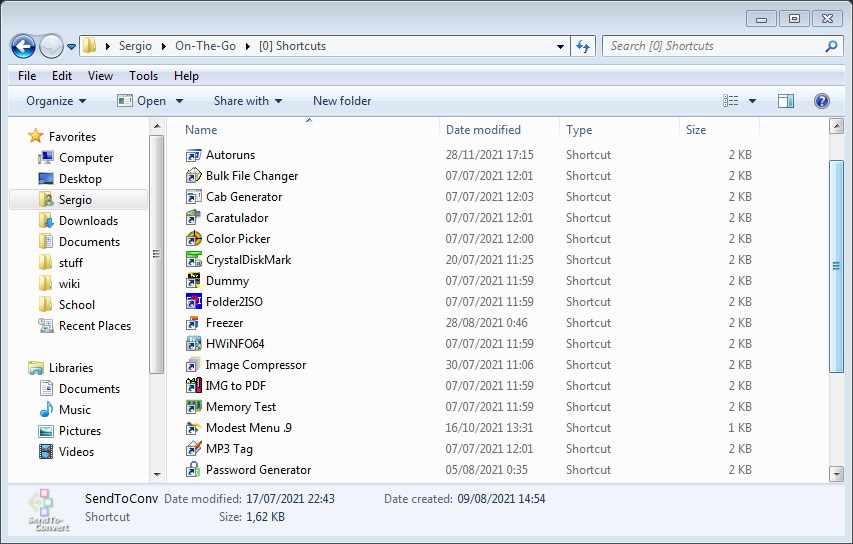 Sergio On-The-Go [0] Shortcuts Search [0] Shortcuts
File Edit View Tools Help
Organize Open Share with New folder
Favorites
Computer
Desktop
Sergio
Downloads
Documents
stuff
wiki
School
Recent Places
Libraries
Documents
Music
Pictures
Videos
Name Date modified Type Size
Autoruns 28/11/2021 17:15 Shortcut 2 KB
Bulk File Changer 07/07/2021 12:01 Shortcut 2 KB
Cab Generator 07/07/2021 12:03 Shortcut 2 KB
Caratulador 07/07/2021 12:01 Shortcut 2 KB
Color Picker 07/07/2021 12:00 Shortcut 2 KB
CrystalDiskMark 20/07/2021 11:25 Shortcut 2 KB
Dummy 07/07/2021 11:59 Shortcut 2 KB
Folder2ISO 07/07/2021 11:59 Shortcut 2 KB
Freezer 28/08/2021 0:46 Shortcut 2 KB
HWiNFO64 07/07/2021 11:59 Shortcut 2 KB
Image Compressor 30/07/2021 11:06 Shortcut 2 KB
IMG to PDF 07/07/2021 11:59 Shortcut 2 KB
Memory Test 07/07/2021 11:59 Shortcut 2 KB
Modest Menu .9 16/10/2021 13:31 Shortcut 1 KB
MP3 Tag 07/07/2021 12:01 Shortcut 2 KB
Password Generator 05/08/2021 0:35 Shortcut 2 KB
SendTo-
Convert
SendToConv Date modified: 17/07/2021 22:43 Date created: 09/08/2021 14:54
Shortcut Size: 1,62 KB